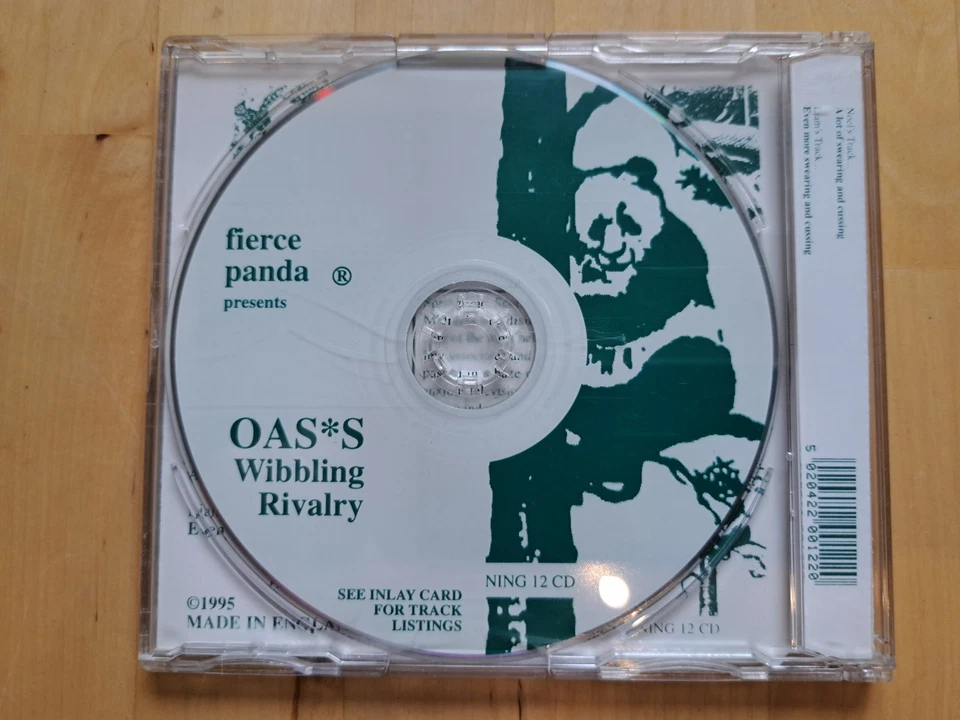 fierce
panda ®
presents
OAS*S
Wibbling
Rivalry
SEE INLAY CARD
FOR TRACK
LISTINGS
NING 12 CD
©1995
MADE IN
NING 12 CD
Noel's Track
A lot of swearing and cussing
Liam's Track
Even more swearing and cussing
5 020422 001220